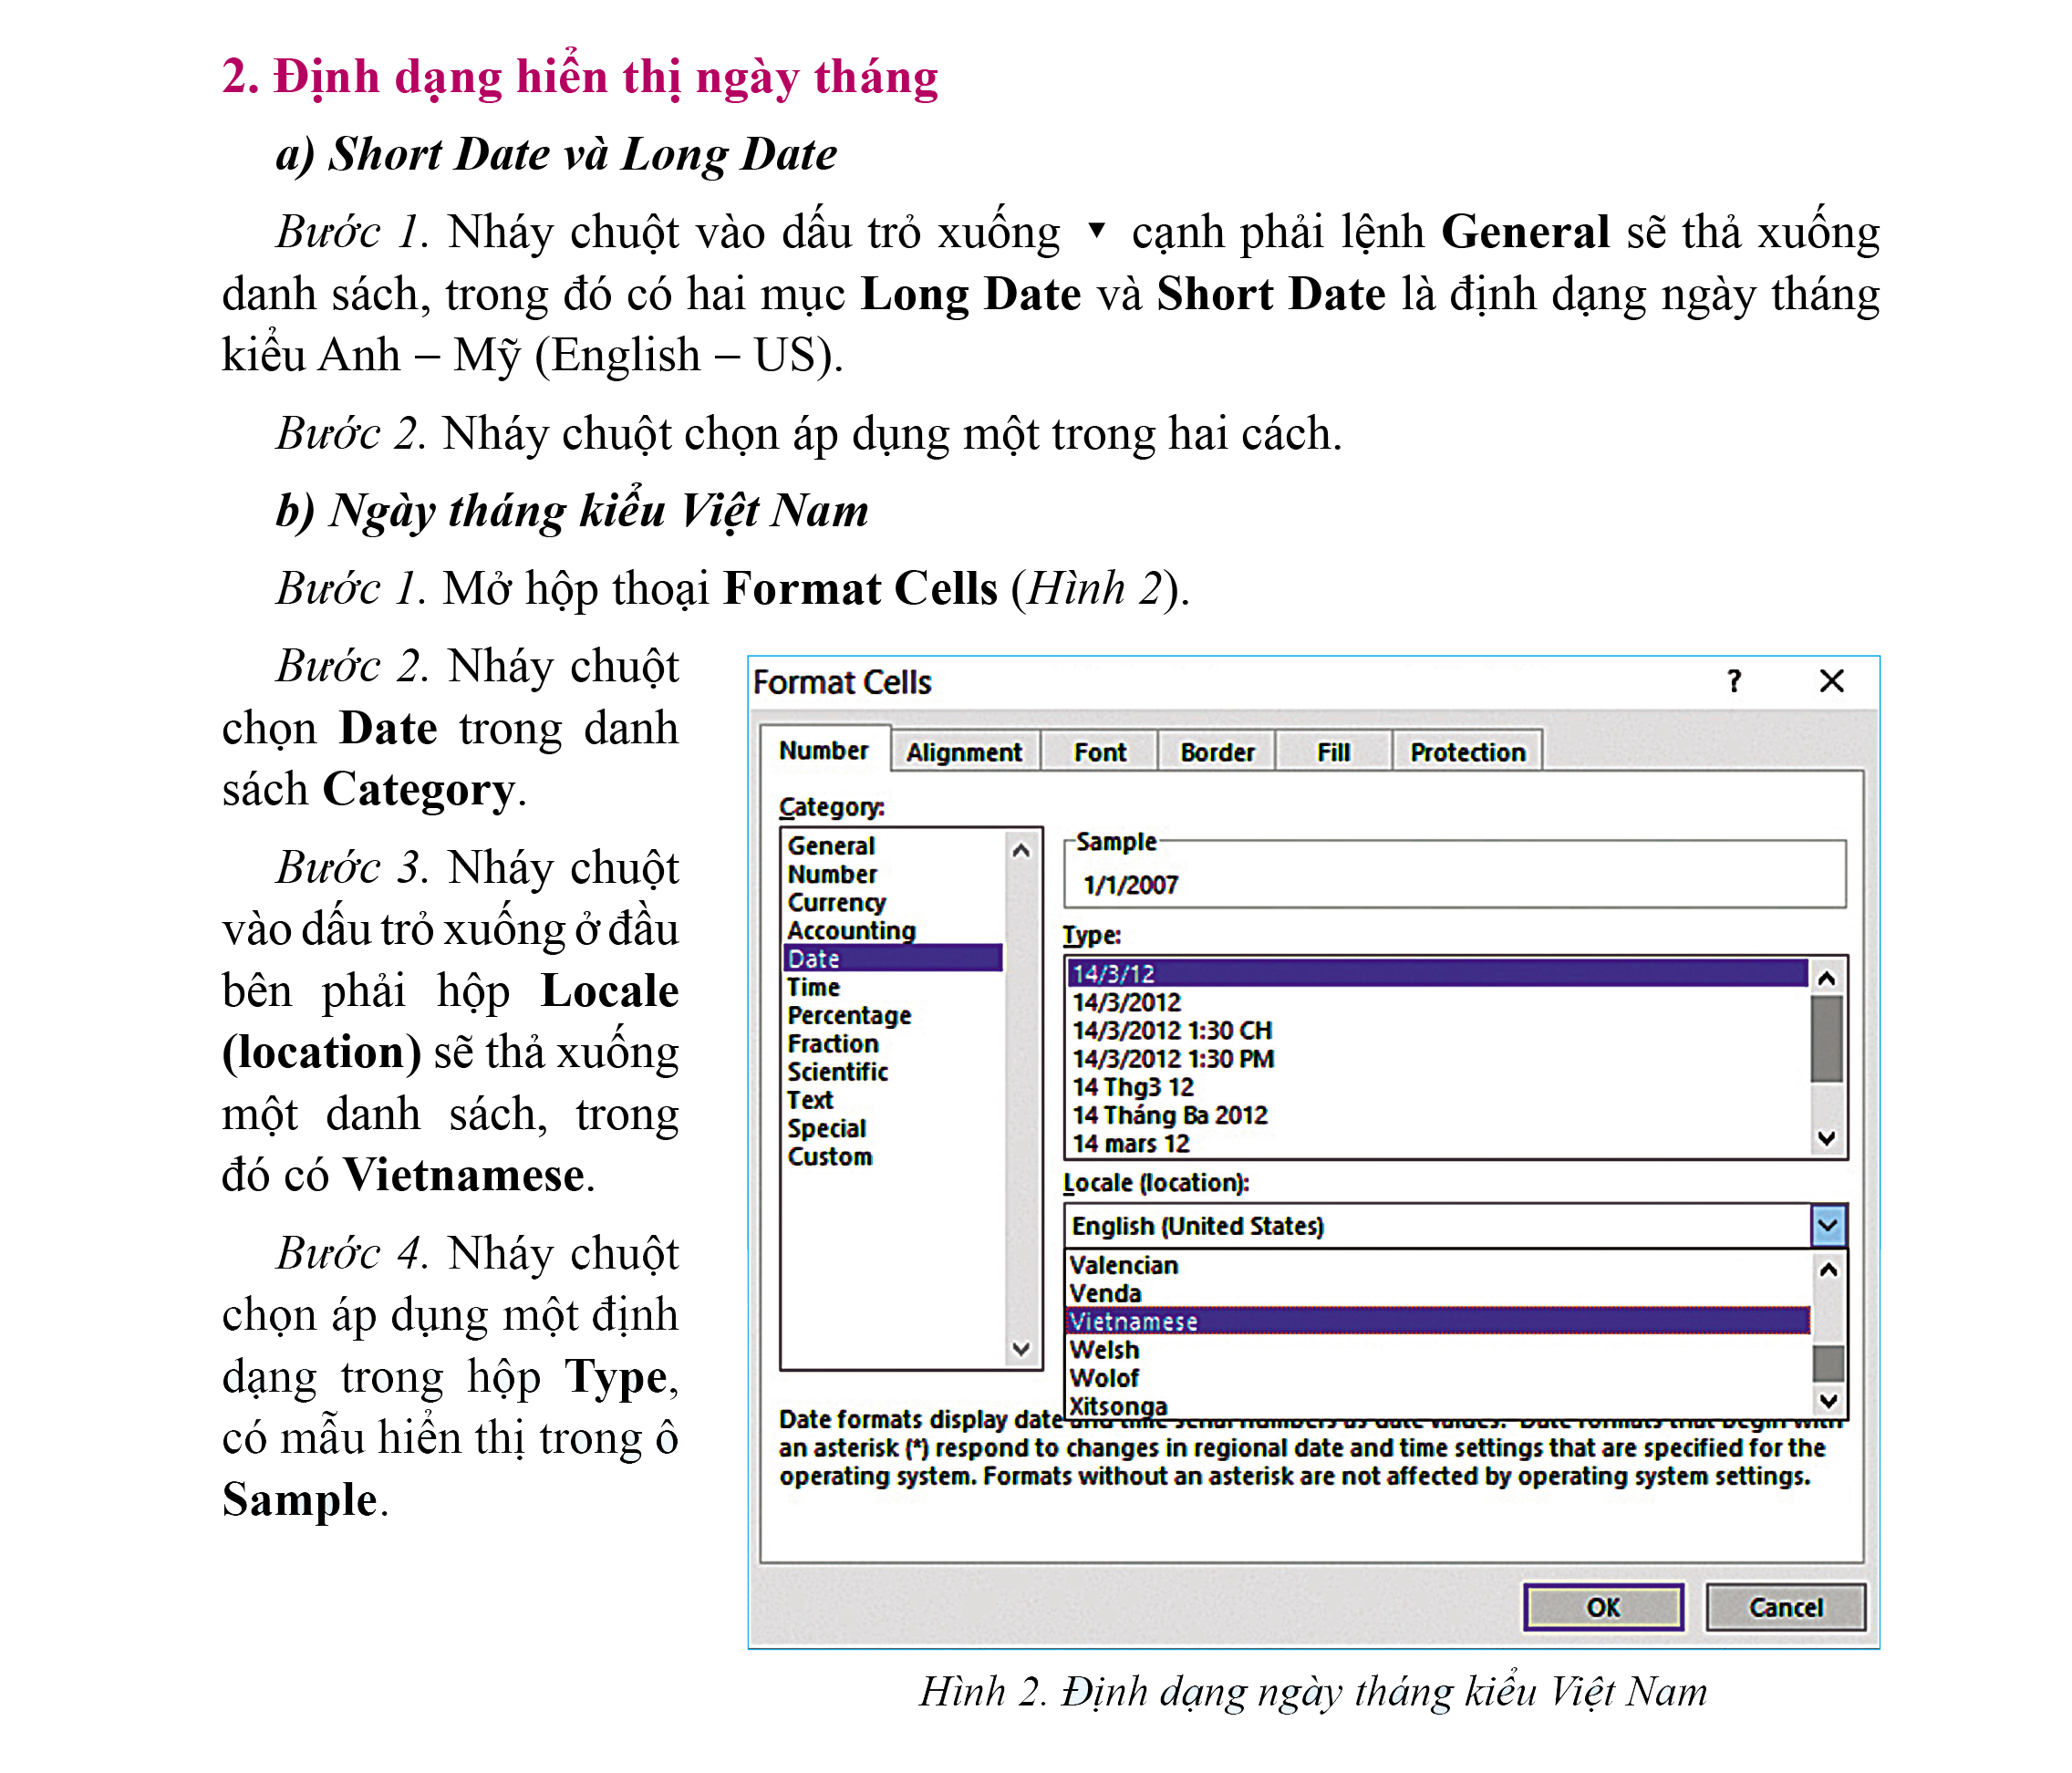 2. Định dạng hiển thị ngày tháng
a) Short Date và Long Date
Bước 1. Nháy chuột vào dấu trỏ xuống ▼ cạnh phải lệnh General sẽ thả xuống
danh sách, trong đó có hai mục Long Date và Short Date là định dạng ngày tháng
kiểu Anh – Mỹ (English – US).
Bước 2. Nháy chuột chọn áp dụng một trong hai cách.
b) Ngày tháng kiểu Việt Nam
Bước 1. Mở hộp thoại Format Cells (Hình 2).
Bước 2. Nháy chuột
chọn Date trong danh
sách Category.
Bước 3. Nháy chuột
vào dấu trỏ xuống ở đầu
bên phải hộp Locale
(location) sẽ thả xuống
một danh sách, trong
đó có Vietnamese.
Bước 4. Nháy chuột
chọn áp dụng một định
dạng trong hộp Type,
có mẫu hiển thị trong ô
Sample.
Format Cells ? X
Number Alignment Font Border Fill Protection
Category:
General
Number
Currency
Accounting
Date
Time
Percentage
Fraction
Scientific
Text
Special
Custom
Sample
1/1/2007
Type:
14/3/12
14/3/2012
14/3/2012 1:30 CH
14/3/2012 1:30 PM
14 Thg3 12
14 Tháng Ba 2012
14 mars 12
Locale (location):
English (United States)
Valencian
Venda
Vietnamese
Welsh
Wolof
Xitsonga
Date formats display date and time serial numbers as date values. Date formats that begin with
an asterisk (*) respond to changes in regional date and time settings that are specified for the
operating system. Formats without an asterisk are not affected by operating system settings.
OK Cancel
Hình 2. Định dạng ngày tháng kiểu Việt Nam